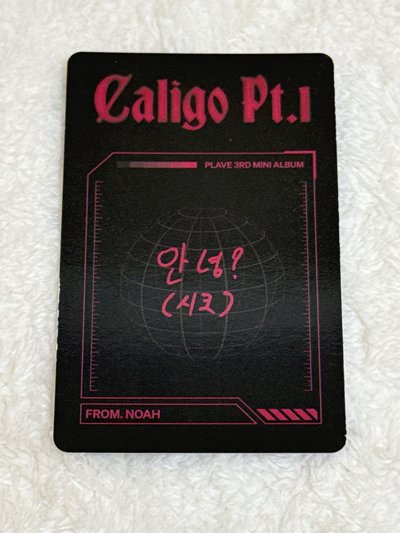 Caligo Pt.1
PLAVE 3RD MINI ALBUM
안녕?
(시크)
FROM. NOAH